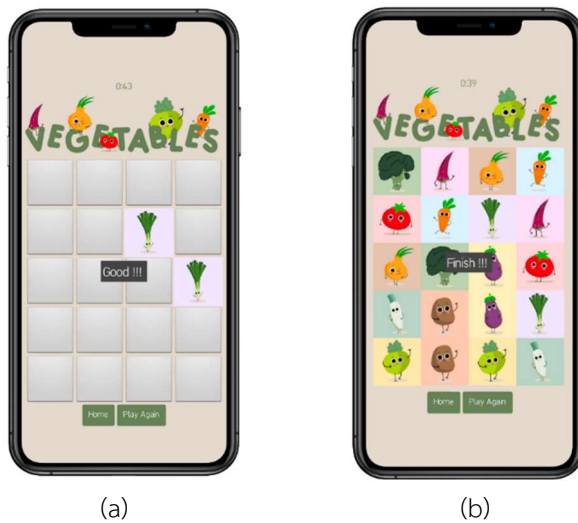 0:43
VEGETABLES
Good !!!
Home Play Again
(a)
0:39
VEGETABLES
Finish !!!
Home Play Again
(b)